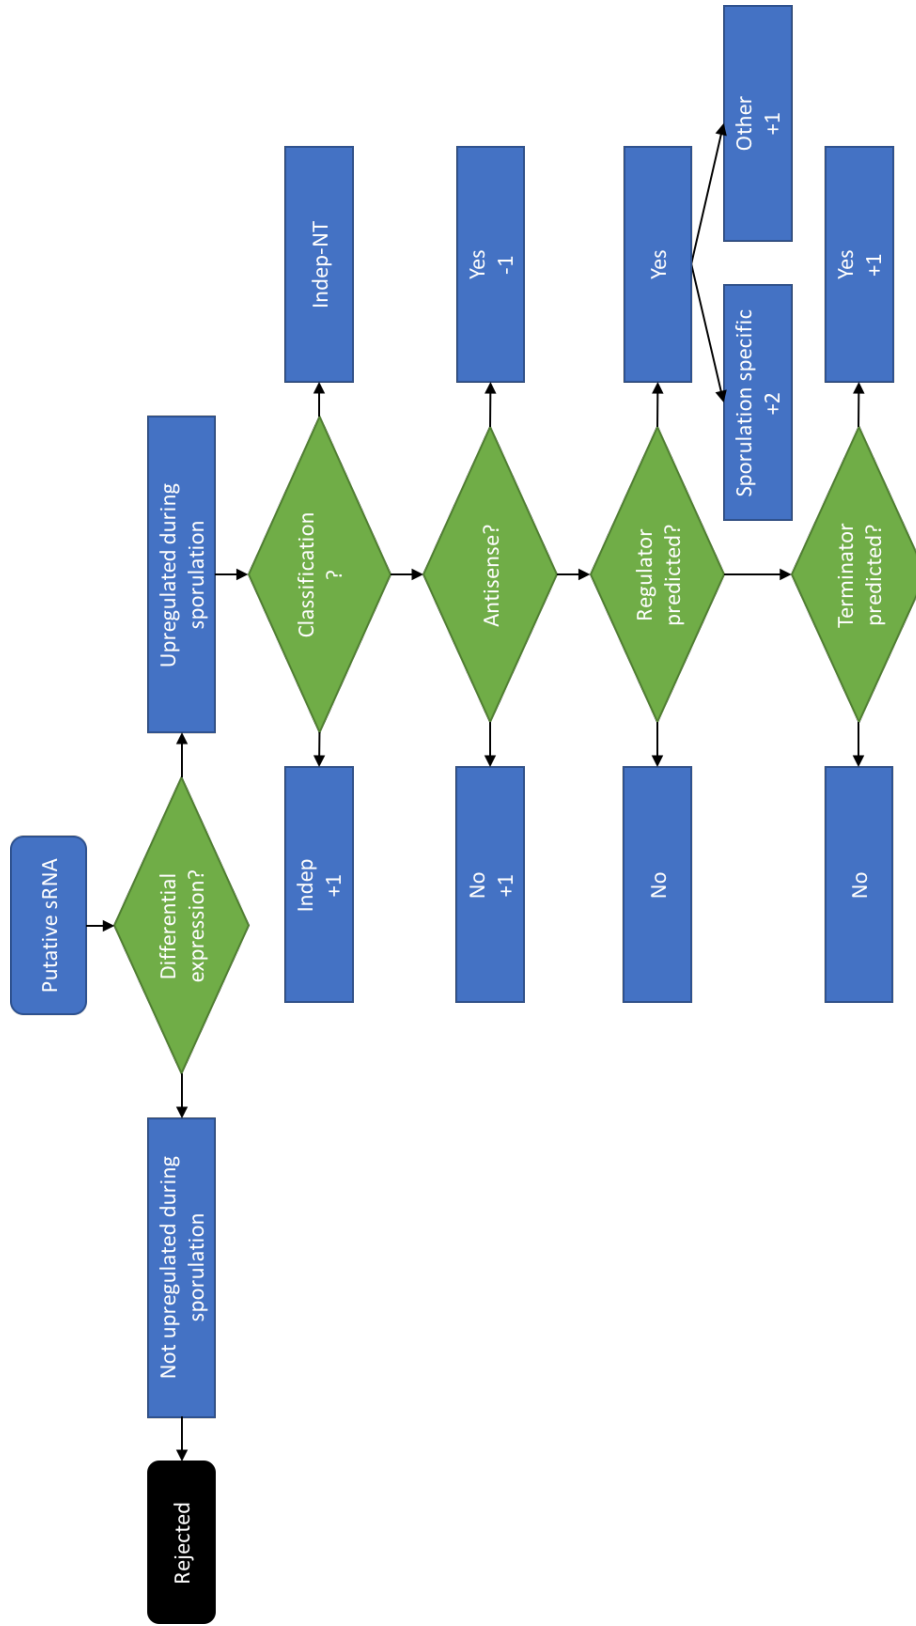 Putative sRNA
Differential
expression?
Rejected
Not upregulated during
sporulation
Upregulated during
sporulation
Classification
?
Indep
+1
Indep-NT
Antisense?
No
+1
Yes
-1
Regulator
predicted?
No
Yes
Sporulation specific
+2
Other
+1
Terminator
predicted?
No
Yes
+1